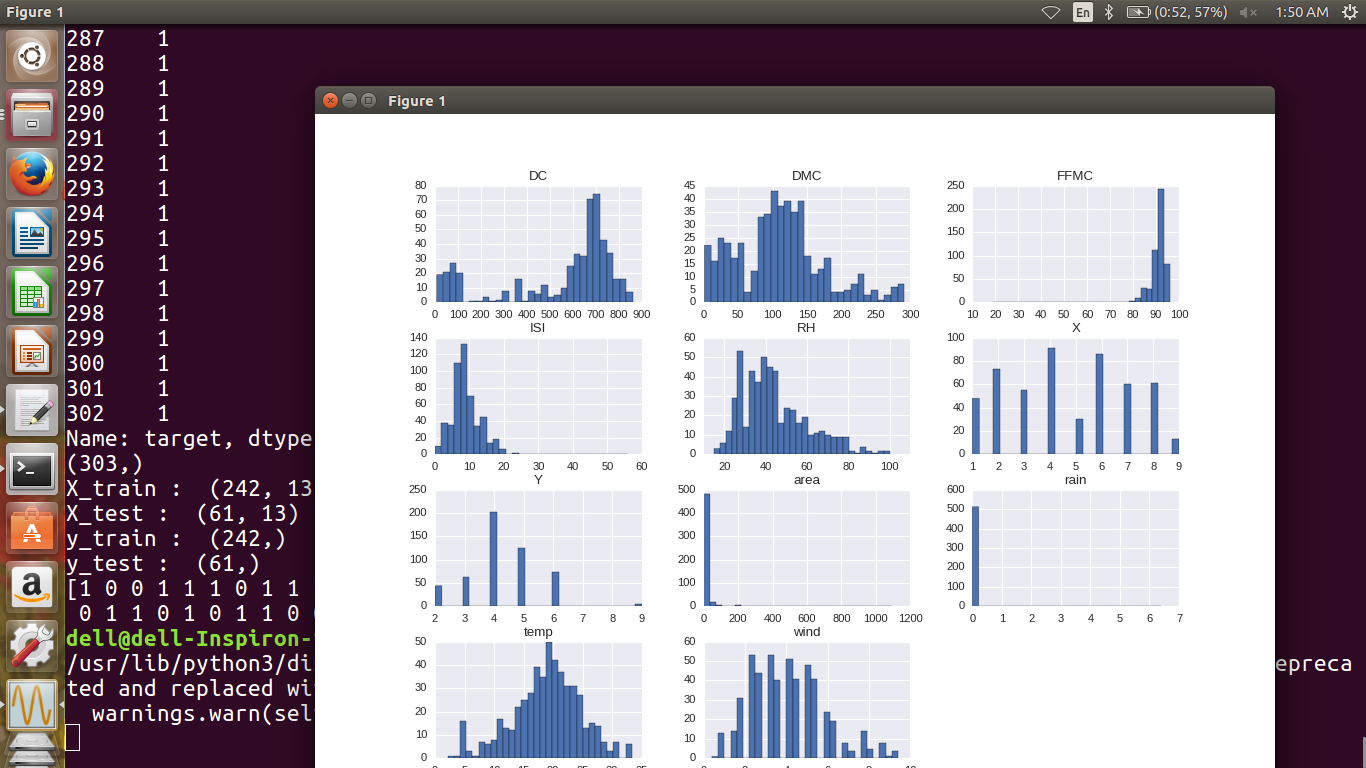 Figure 1
En
(0:52, 57%)
1:50 AM
287 1
288 1
289 1
290 1
291 1
292 1
293 1
294 1
295 1
296 1
297 1
298 1
299 1
300 1
301 1
302 1
Name: target, dtype
(303,)
X_train : (242, 13
X_test : (61, 13)
y_train : (242,)
y_test : (61,)
[1 0 0 1 1 1 0 1 1
0 1 1 0 1 0 1 1 0
dell@dell-Inspiron-
/usr/lib/python3/di
epreca
ted and replaced wi
warnings.warn(sel
Figure 1
DC
80
70
60
50
40
30
20
10
0
0 100 200 300 400 500 600 700 800 900
DMC
45
40
35
30
25
20
15
10
5
0
0 50 100 150 200 250 300
FFMC
250
200
150
100
50
0
10 20 30 40 50 60 70 80 90 100
ISI
140
120
100
80
60
40
20
0
0 10 20 30 40 50 60
RH
60
50
40
30
20
10
0
20 40 60 80 100
X
100
80
60
40
20
0
1 2 3 4 5 6 7 8 9
Y
250
200
150
100
50
0
2 3 4 5 6 7 8 9
area
500
400
300
200
100
0
0 200 400 600 800 1000 1200
rain
600
500
400
300
200
100
0
0 1 2 3 4 5 6 7
temp
50
40
30
20
10
0
wind
60
50
40
30
20
10
0